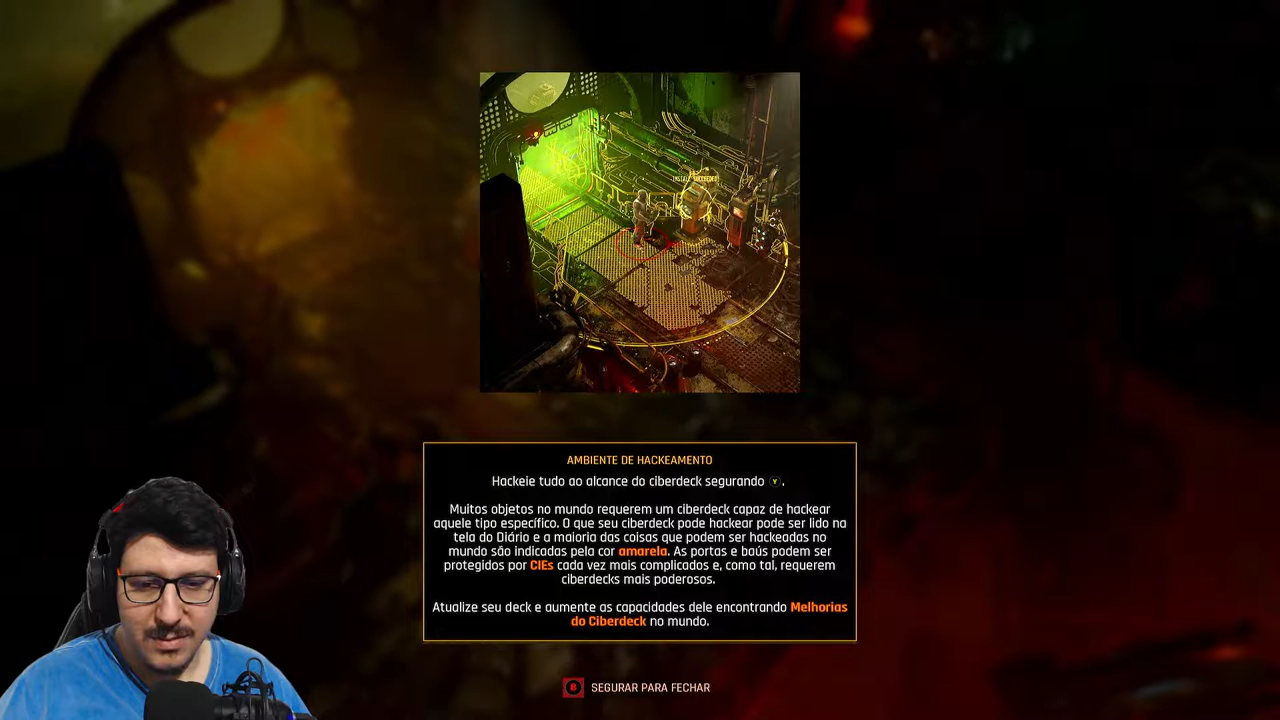 INSTALL SUCCEEDED
AMBIENTE DE HACKEAMENTO
Hackeie tudo ao alcance do ciberdeck segurando Y.
Muitos objetos no mundo requerem um ciberdeck capaz de hackear
aquele tipo específico. O que seu ciberdeck pode hackear pode ser lido na
tela do Diário e a maioria das coisas que podem ser hackeadas no
mundo são indicadas pela cor amarela. As portas e baús podem ser
protegidos por CIEs cada vez mais complicados e, como tal, requerem
ciberdecks mais poderosos.
Atualize seu deck e aumente as capacidades dele encontrando Melhorias
do Ciberdeck no mundo.
B SEGURAR PARA FECHAR